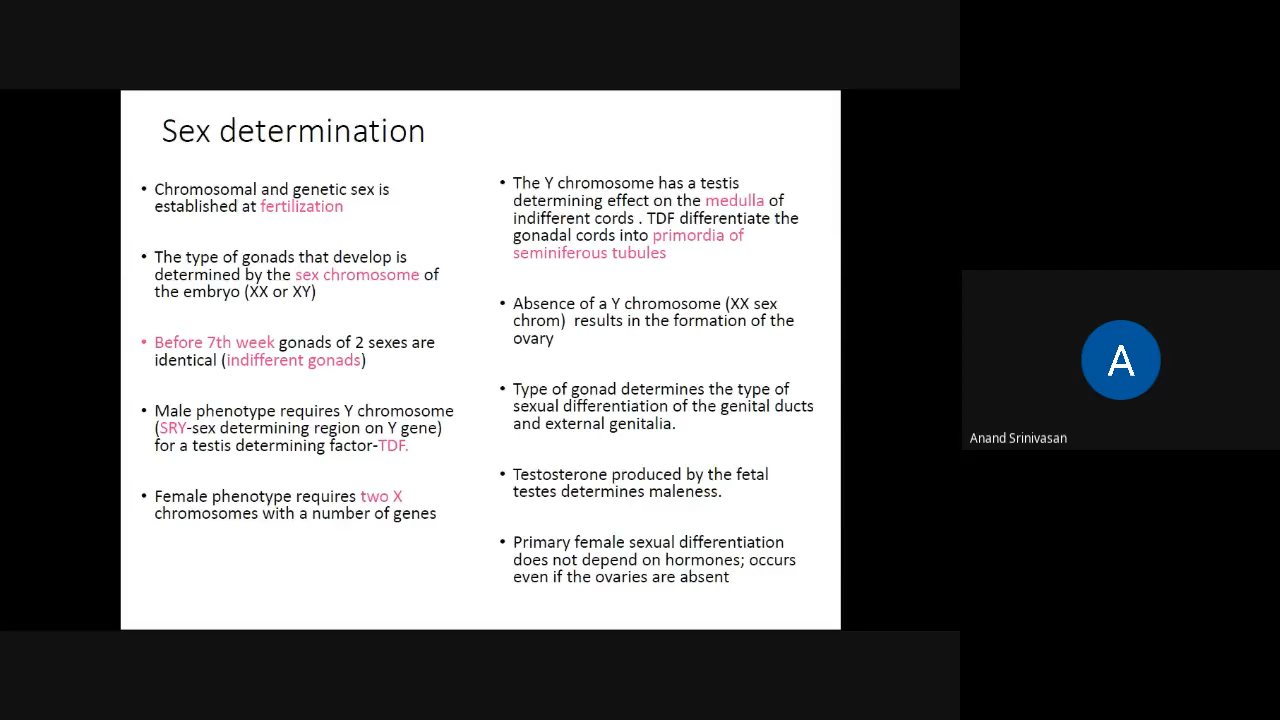 Sex determination
• Chromosomal and genetic sex is
established at fertilization
• The type of gonads that develop is
determined by the sex chromosome of
the embryo (XX or XY)
• Before 7th week gonads of 2 sexes are
identical (indifferent gonads)
• Male phenotype requires Y chromosome
(SRY-sex determining region on Y gene)
for a testis determining factor-TDF.
• Female phenotype requires two X
chromosomes with a number of genes
• The Y chromosome has a testis
determining effect on the medulla of
indifferent cords . TDF differentiate the
gonadal cords into primordia of
seminiferous tubules
• Absence of a Y chromosome (XX sex
chrom)  results in the formation of the
ovary
• Type of gonad determines the type of
sexual differentiation of the genital ducts
and external genitalia.
• Testosterone produced by the fetal
testes determines maleness.
• Primary female sexual differentiation
does not depend on hormones; occurs
even if the ovaries are absent
A
Anand Srinivasan